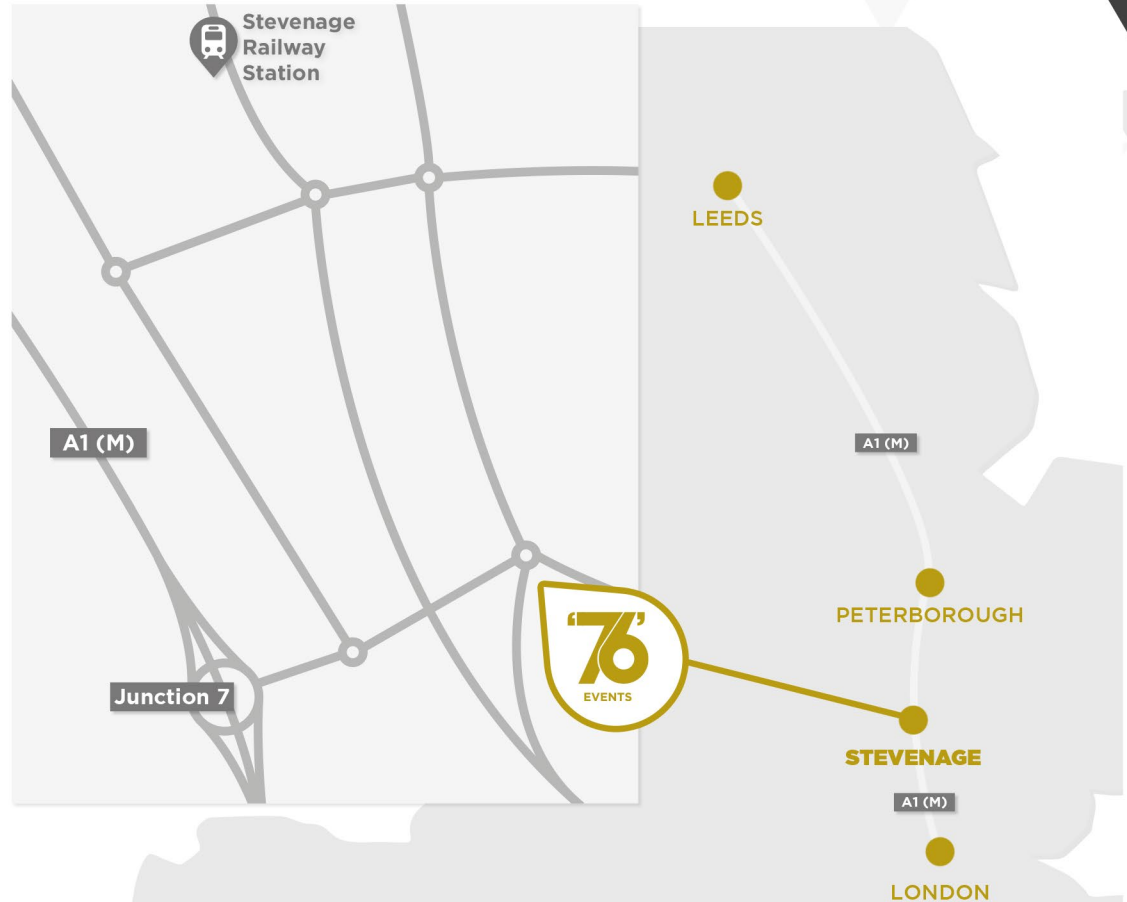 Stevenage
Railway
Station
LEEDS
A1 (M)
A1 (M)
PETERBOROUGH
'76'
EVENTS
Junction 7
STEVENAGE
A1 (M)
LONDON